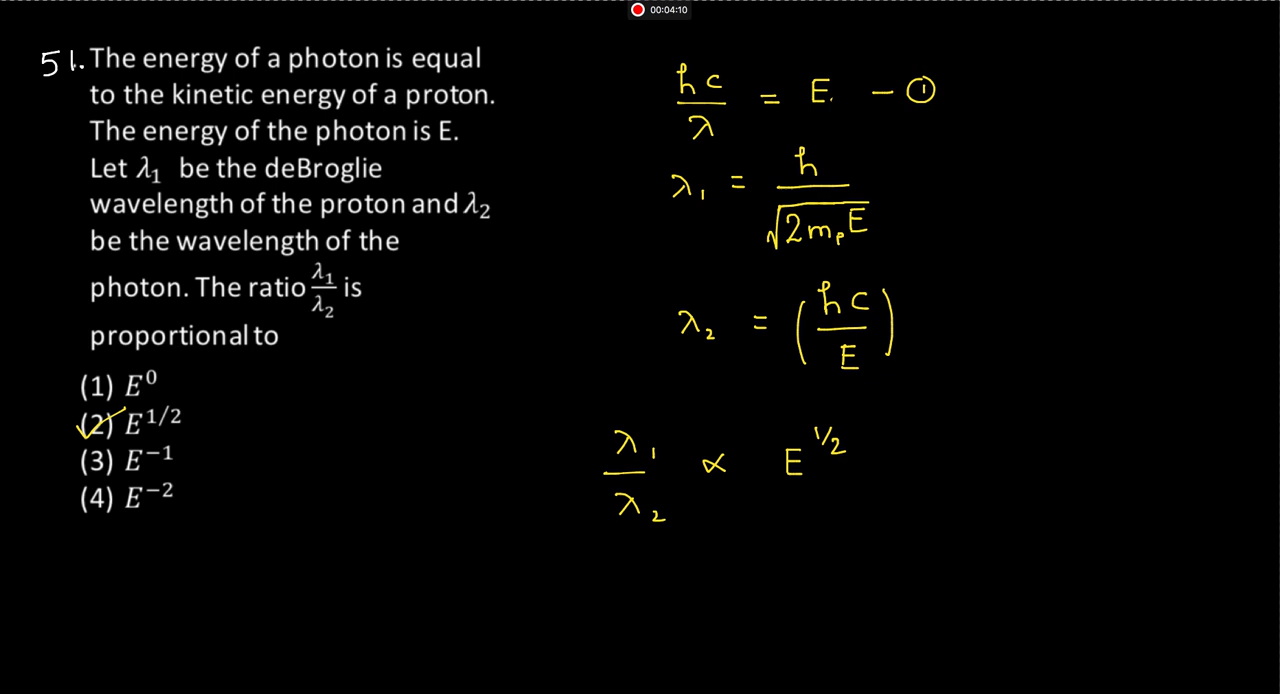 00:04:10
51. The energy of a photon is equal
to the kinetic energy of a proton.
The energy of the photon is E.
Let λ₁ be the deBroglie
wavelength of the proton and λ₂
be the wavelength of the
photon. The ratio λ₁/λ₂ is
proportional to
(1) E⁰
(2) E^1/2
(3) E⁻¹
(4) E⁻²
hc/λ = E. – ①
λ₁ = h/√2mₚE
λ₂ = (hc/E)
λ₁/λ₂ ∝ E^1/2